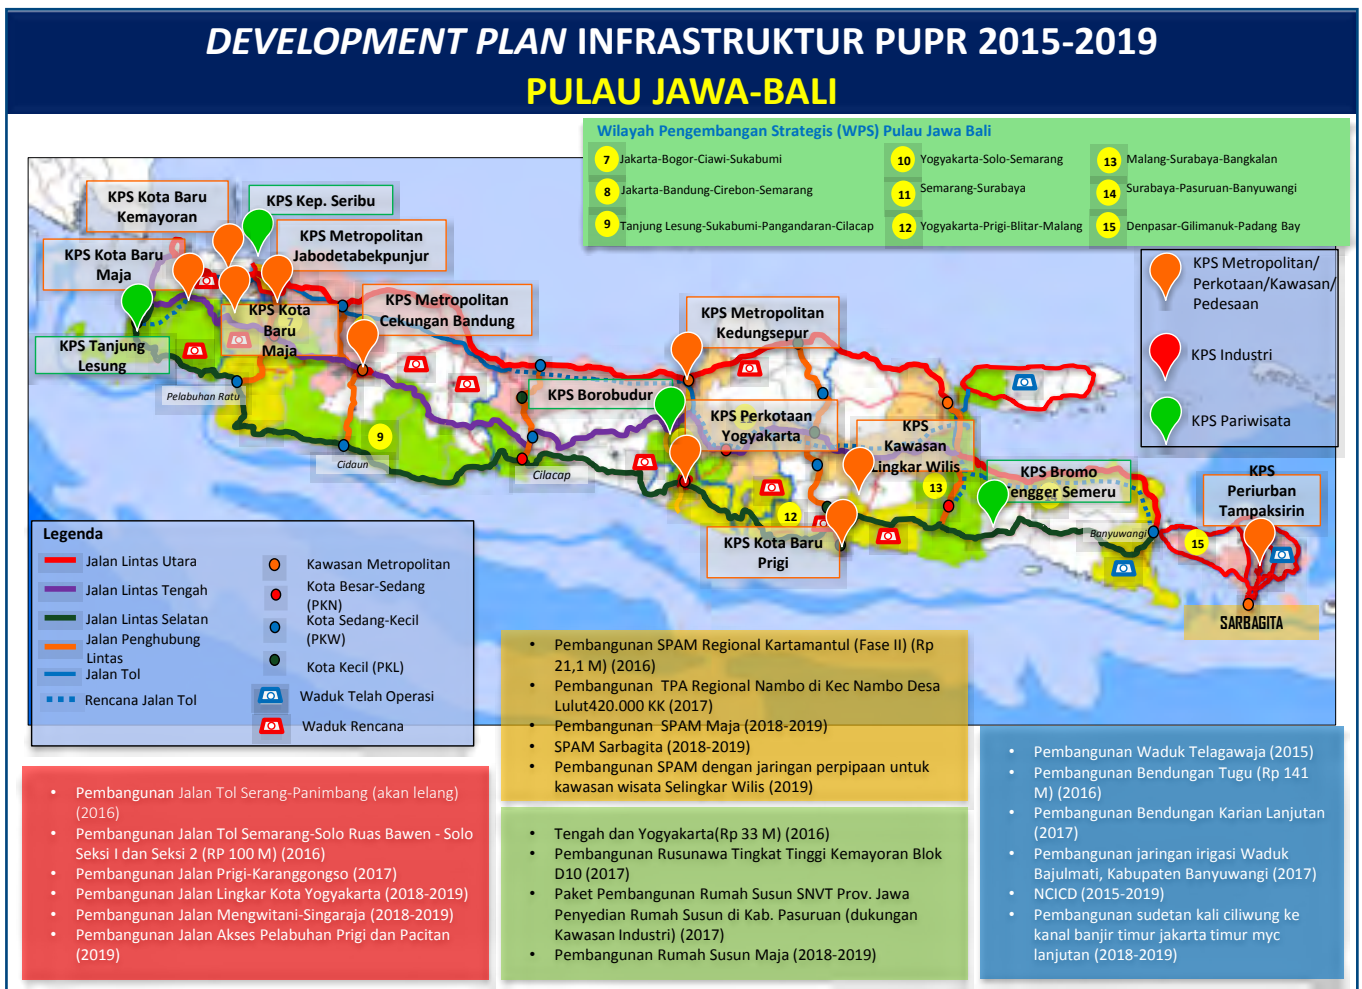 DEVELOPMENT PLAN INFRASTRUKTUR PUPR 2015-2019
PULAU JAWA-BALI
Wilayah Pengembangan Strategis (WPS) Pulau Jawa Bali
7 Jakarta-Bogor-Ciawi-Sukabumi
8 Jakarta-Bandung-Cirebon-Semarang
9 Tanjung Lesung-Sukabumi-Pangandaran-Cilacap
10 Yogyakarta-Solo-Semarang
11 Semarang-Surabaya
12 Yogyakarta-Prigi-Blitar-Malang
13 Malang-Surabaya-Bangkalan
14 Surabaya-Pasuruan-Banyuwangi
15 Denpasar-Gilimanuk-Padang Bay
KPS Metropolitan/
Perkotaan/Kawasan/
Pedesaan
KPS Industri
KPS Pariwisata
KPS Kota Baru
Kemayoran
KPS Kep. Seribu
KPS Kota Baru
Maja
KPS Metropolitan
Jabodetabekpunjur
KPS Tanjung
Lesung
KPS Kota
Baru
Maja
7
KPS Metropolitan
Cekungan Bandung
KPS Metropolitan
Kedungsepur
KPS Borobudur
KPS Perkotaan
Yogyakarta
KPS
Kawasan
Lingkar Wilis
KPS Bromo
Tengger Semeru
KPS
Periurban
Tampaksirin
KPS Kota Baru
Prigi
Pelabuhan Ratu
9
Cidaun
Cilacap
12
13
Banyuwangi
15
SARBAGITA
Legenda
Jalan Lintas Utara
Jalan Lintas Tengah
Jalan Lintas Selatan
Jalan Penghubung
Lintas
Jalan Tol
Rencana Jalan Tol
Kawasan Metropolitan
Kota Besar-Sedang
(PKN)
Kota Sedang-Kecil
(PKW)
Kota Kecil (PKL)
Waduk Telah Operasi
Waduk Rencana
• Pembangunan Jalan Tol Serang-Panimbang (akan lelang)
(2016)
• Pembangunan Jalan Tol Semarang-Solo Ruas Bawen - Solo
Seksi I dan Seksi 2 (RP 100 M) (2016)
• Pembangunan Jalan Prigi-Karanggongso (2017)
• Pembangunan Jalan Lingkar Kota Yogyakarta (2018-2019)
• Pembangunan Jalan Mengwitani-Singaraja (2018-2019)
• Pembangunan Jalan Akses Pelabuhan Prigi dan Pacitan
(2019)
• Pembangunan SPAM Regional Kartamantul (Fase II) (Rp
21,1 M) (2016)
• Pembangunan TPA Regional Nambo di Kec Nambo Desa
Lulut420.000 KK (2017)
• Pembangunan SPAM Maja (2018-2019)
• SPAM Sarbagita (2018-2019)
• Pembangunan SPAM dengan jaringan perpipaan untuk
kawasan wisata Selingkar Wilis (2019)
• Tengah dan Yogyakarta(Rp 33 M) (2016)
• Pembangunan Rusunawa Tingkat Tinggi Kemayoran Blok
D10 (2017)
• Paket Pembangunan Rumah Susun SNVT Prov. Jawa
Penyedian Rumah Susun di Kab. Pasuruan (dukungan
Kawasan Industri) (2017)
• Pembangunan Rumah Susun Maja (2018-2019)
• Pembangunan Waduk Telagawaja (2015)
• Pembangunan Bendungan Tugu (Rp 141
M) (2016)
• Pembangunan Bendungan Karian Lanjutan
(2017)
• Pembangunan jaringan irigasi Waduk
Bajulmati, Kabupaten Banyuwangi (2017)
• NCICD (2015-2019)
• Pembangunan sudetan kali ciliwung ke
kanal banjir timur jakarta timur myc
lanjutan (2018-2019)